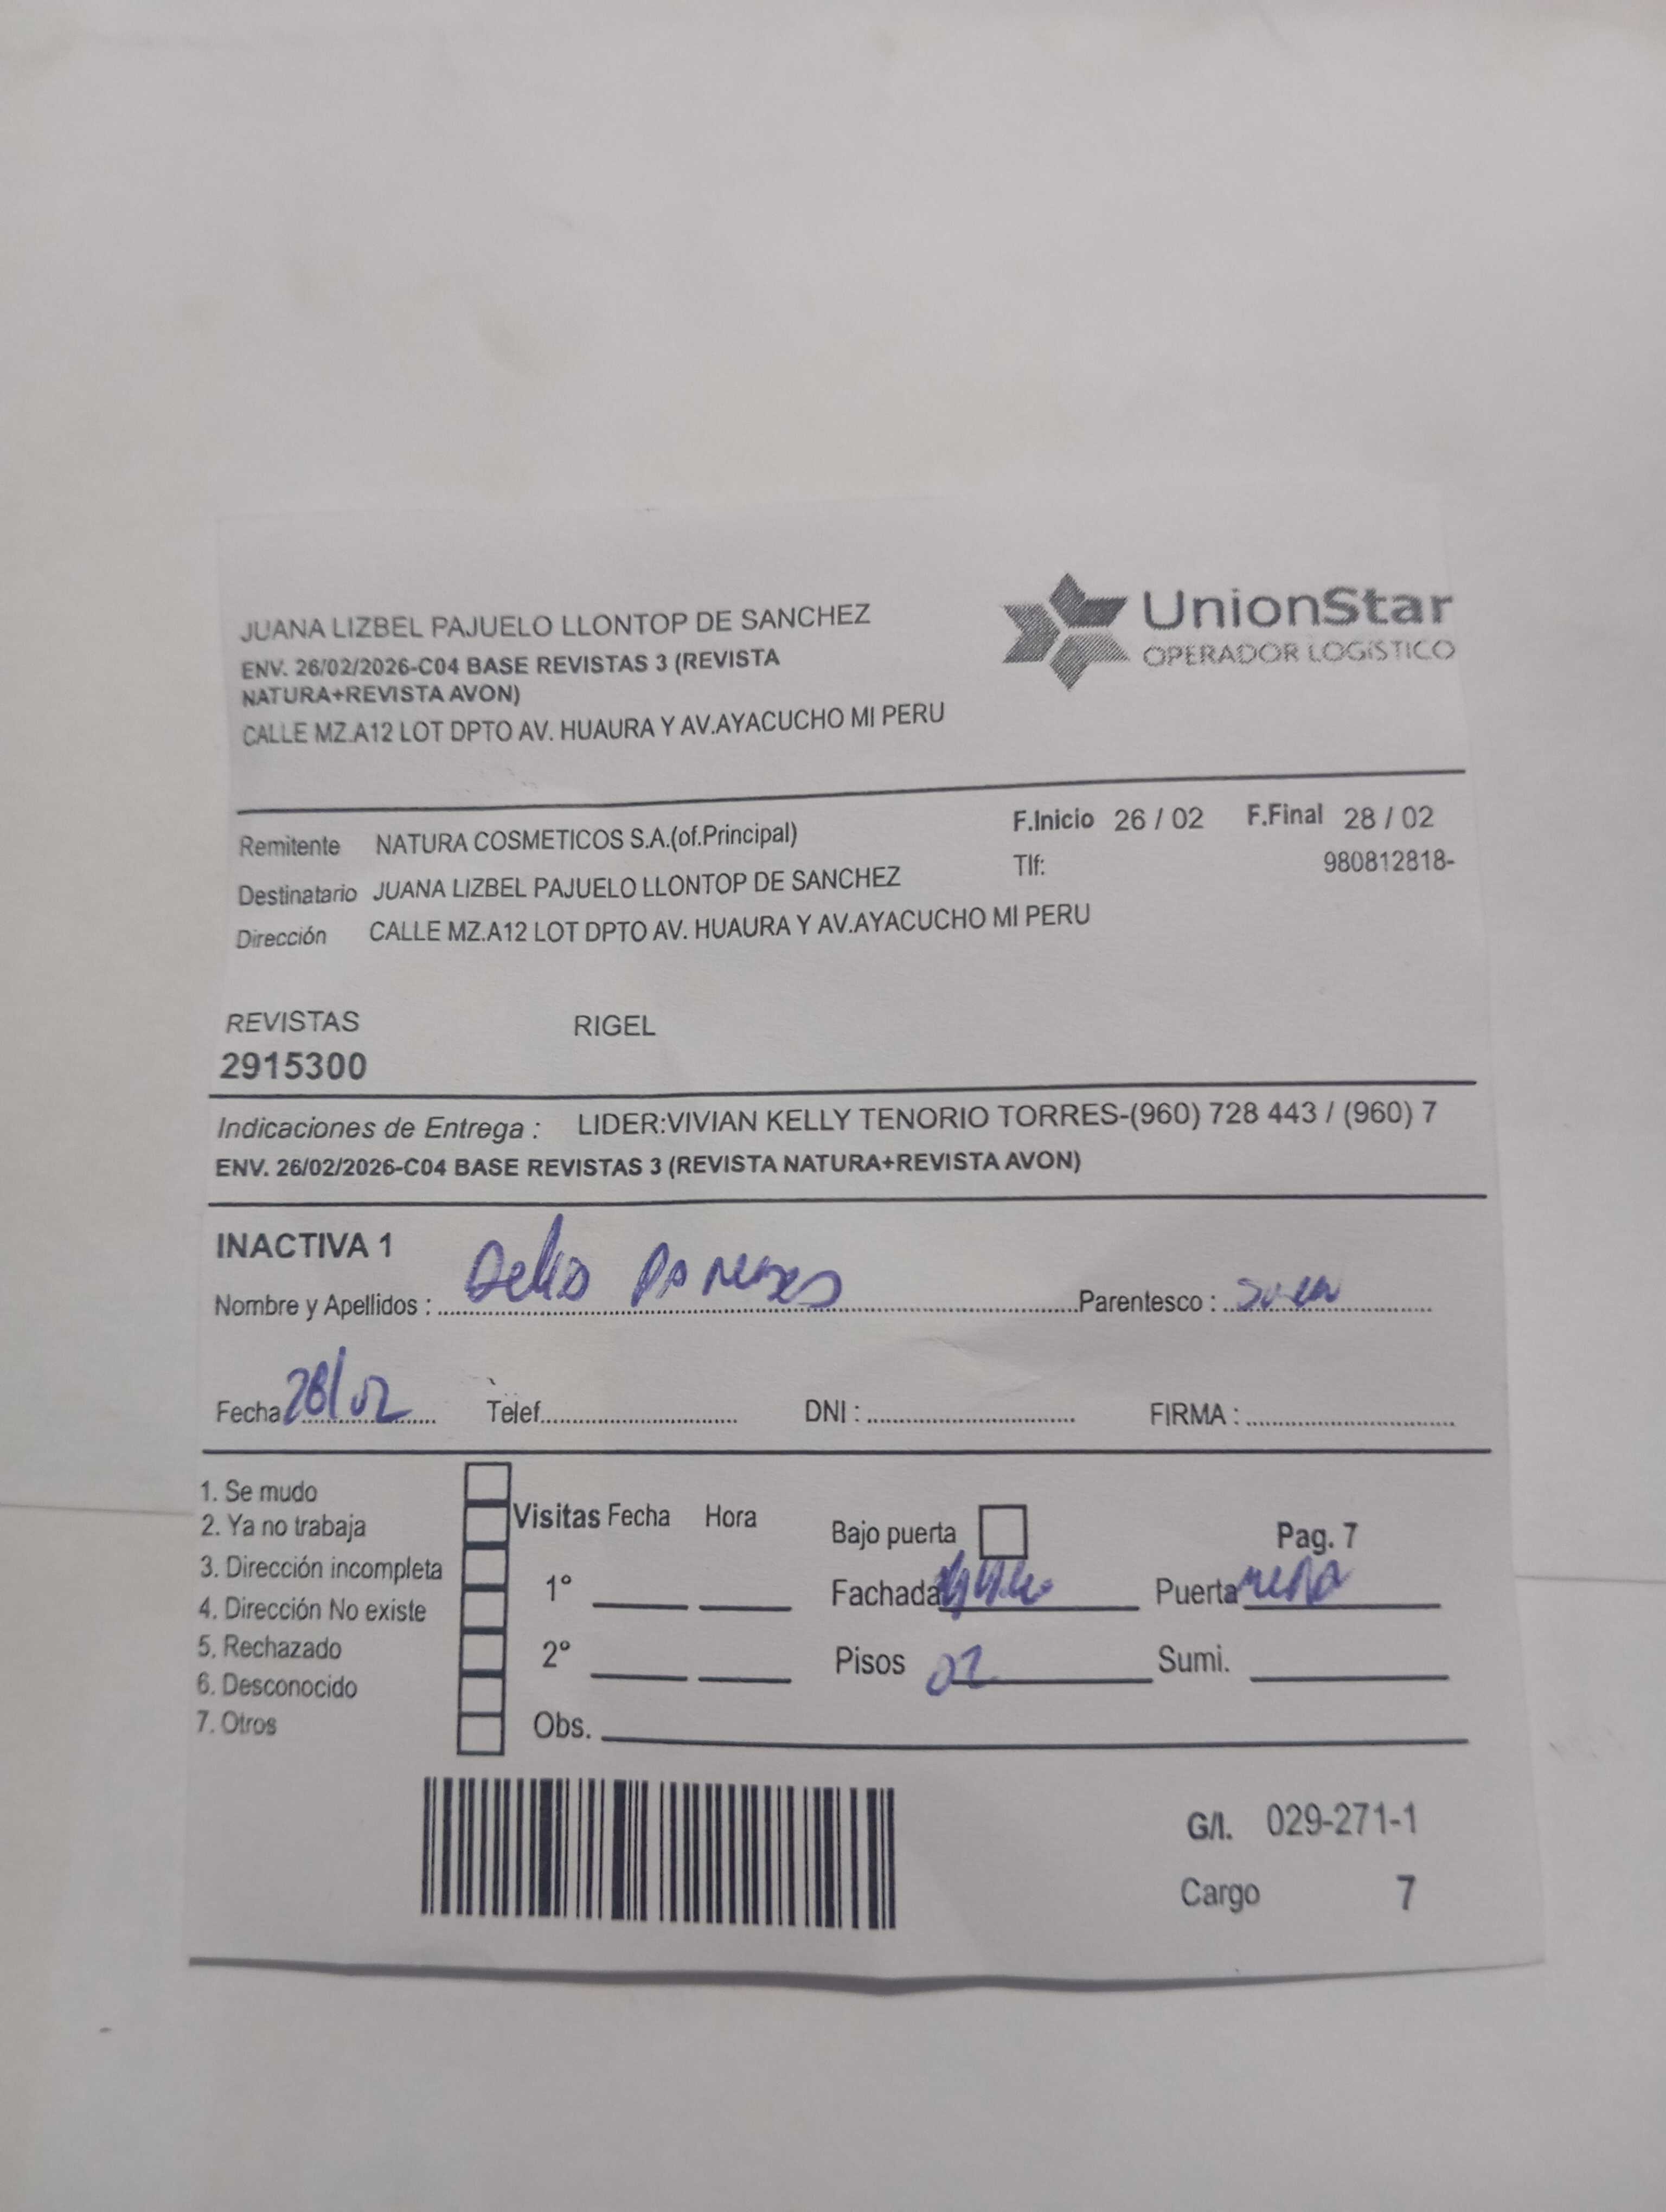 JUANA LIZBEL PAJUELO LLONTOP DE SANCHEZ
ENV. 26/02/2026-C04 BASE REVISTAS 3 (REVISTA
NATURA+REVISTA AVON)
CALLE MZ.A12 LOT DPTO AV. HUAURA Y AV.AYACUCHO MI PERU
UnionStar
OPERADOR LOGÍSTICO
Remitente NATURA COSMETICOS S.A.(of.Principal) F.Inicio 26 / 02 F.Final 28 / 02
Destinatario JUANA LIZBEL PAJUELO LLONTOP DE SANCHEZ Tlf: 980812818-
Dirección CALLE MZ.A12 LOT DPTO AV. HUAURA Y AV.AYACUCHO MI PERU
REVISTAS RIGEL
2915300
Indicaciones de Entrega : LIDER:VIVIAN KELLY TENORIO TORRES-(960) 728 443 / (960) 7
ENV. 26/02/2026-C04 BASE REVISTAS 3 (REVISTA NATURA+REVISTA AVON)
INACTIVA 1
Nombre y Apellidos : Parentesco :
Fecha 28/02 Telef. DNI : FIRMA :
1. Se mudo
2. Ya no trabaja
3. Dirección incompleta
4. Dirección No existe
5. Rechazado
6. Desconocido
7. Otros
Visitas Fecha Hora
1°
2°
Obs.
Bajo puerta Pag. 7
Fachada Puerta
Pisos 02 Sumi.
G/I. 029-271-1
Cargo 7